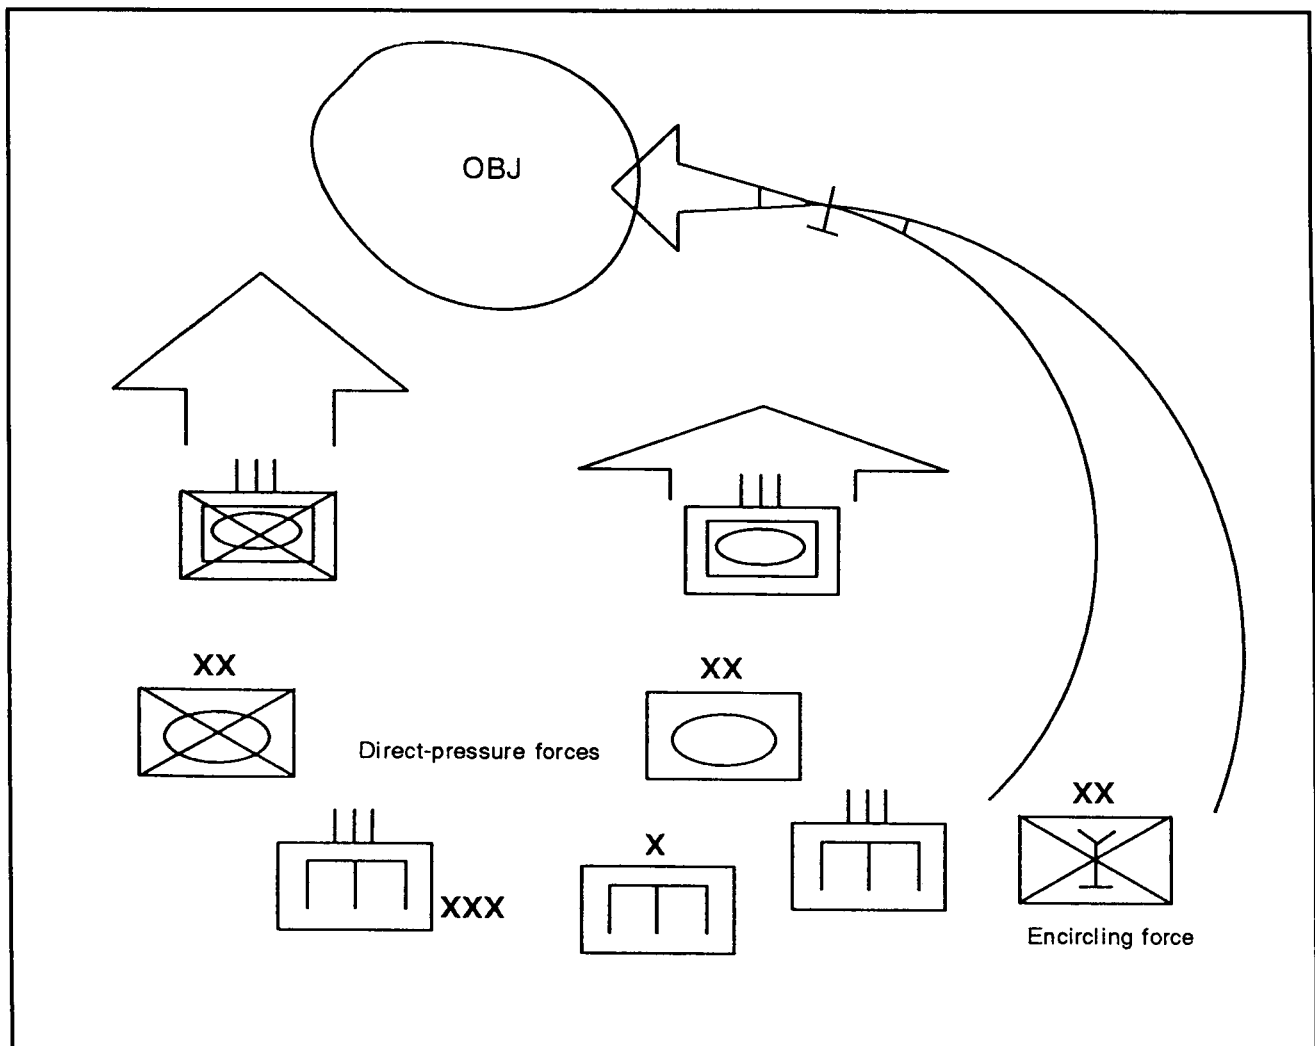 OBJ
XX
XX
Direct-pressure forces
XX
X
XXX
Encircling force